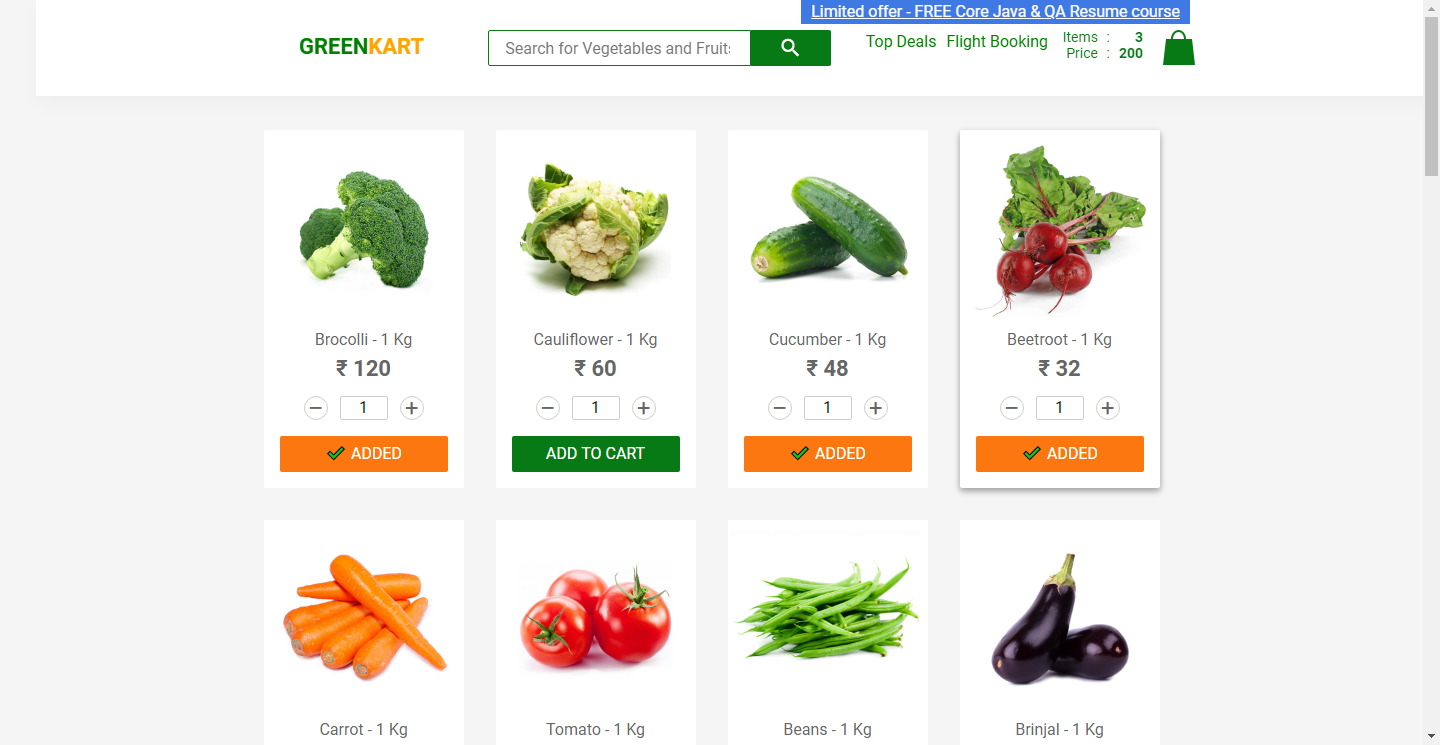 Limited offer - FREE Core Java & QA Resume course
GREENKART
Search for Vegetables and Fruit
Top Deals Flight Booking
Items : 3
Price : 200
Brocolli - 1 Kg
₹ 120
− 1 +
ADDED
Cauliflower - 1 Kg
₹ 60
− 1 +
ADD TO CART
Cucumber - 1 Kg
₹ 48
− 1 +
ADDED
Beetroot - 1 Kg
₹ 32
− 1 +
ADDED
Carrot - 1 Kg
Tomato - 1 Kg
Beans - 1 Kg
Brinjal - 1 Kg